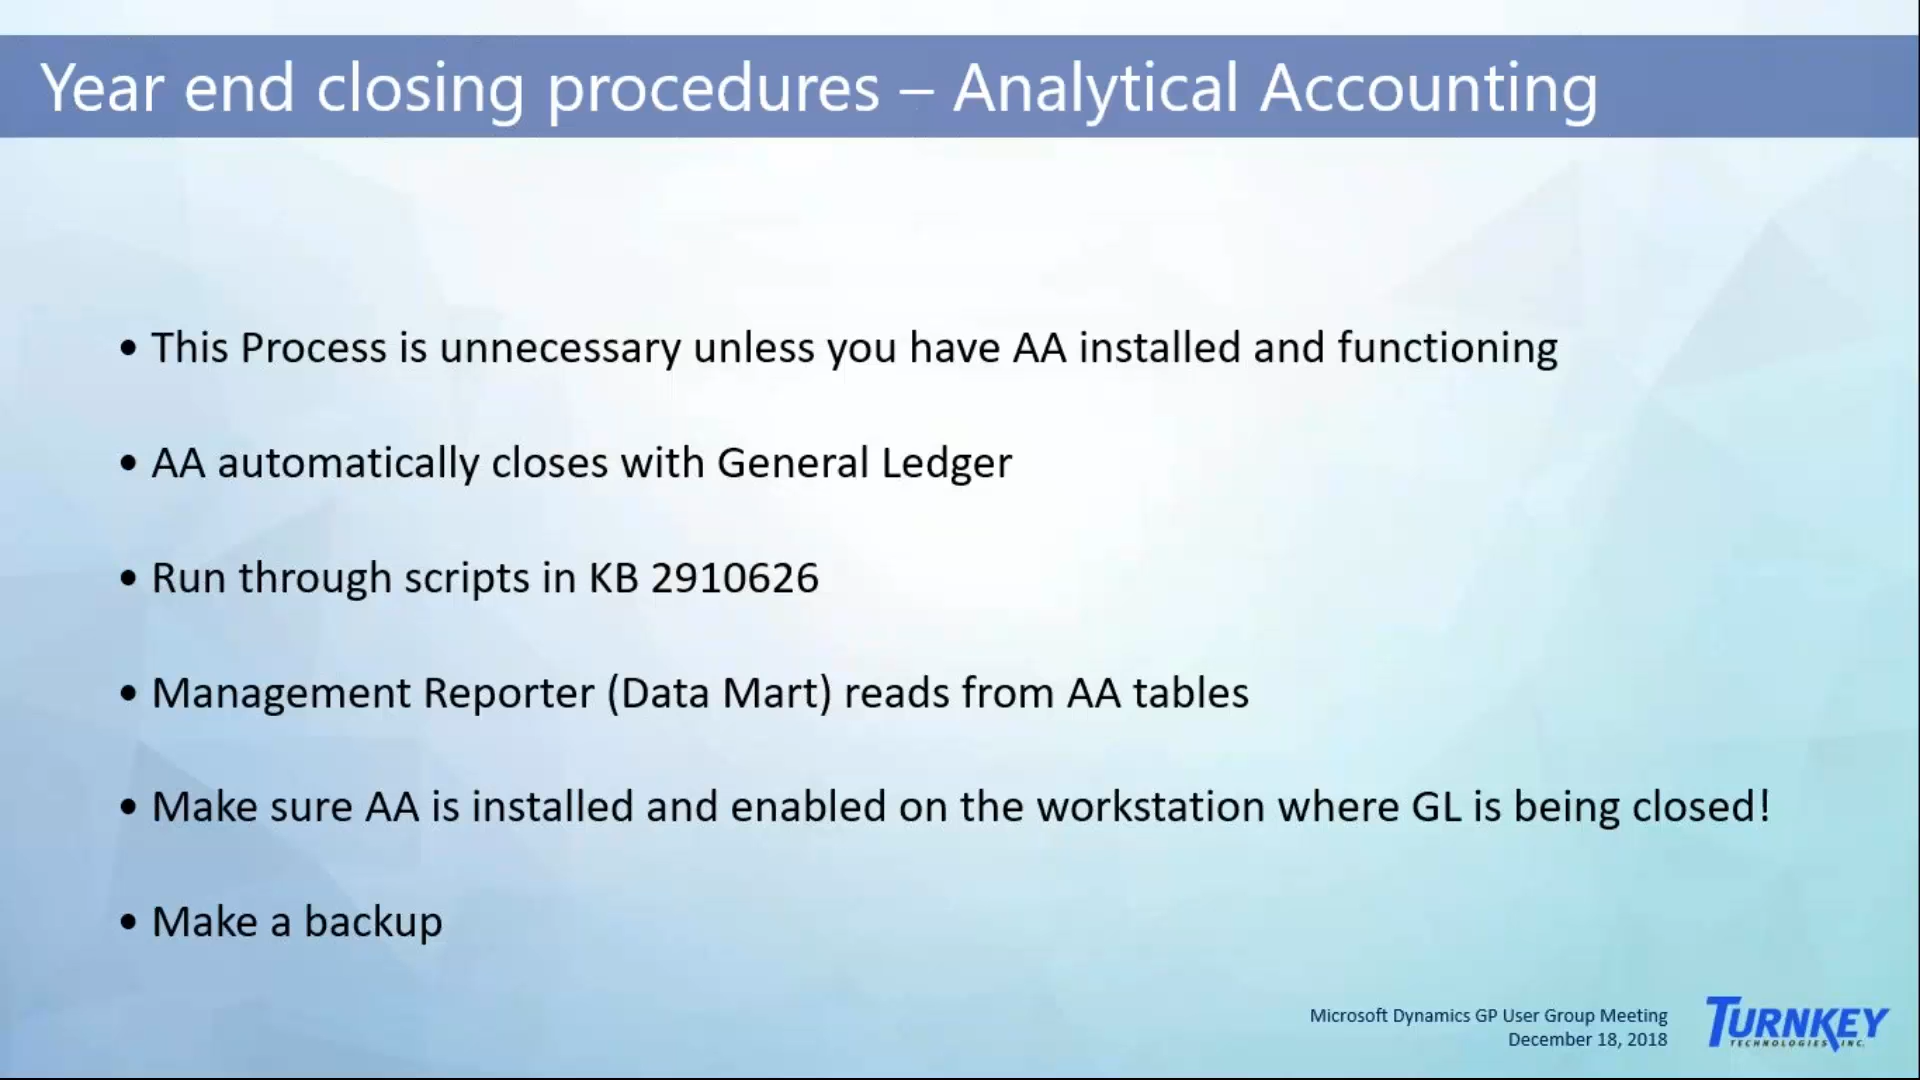 Year end closing procedures – Analytical Accounting
• This Process is unnecessary unless you have AA installed and functioning
• AA automatically closes with General Ledger
• Run through scripts in KB 2910626
• Management Reporter (Data Mart) reads from AA tables
• Make sure AA is installed and enabled on the workstation where GL is being closed!
• Make a backup
Microsoft Dynamics GP User Group Meeting
December 18, 2018
TURNKEY
TECHNOLOGIES INC.